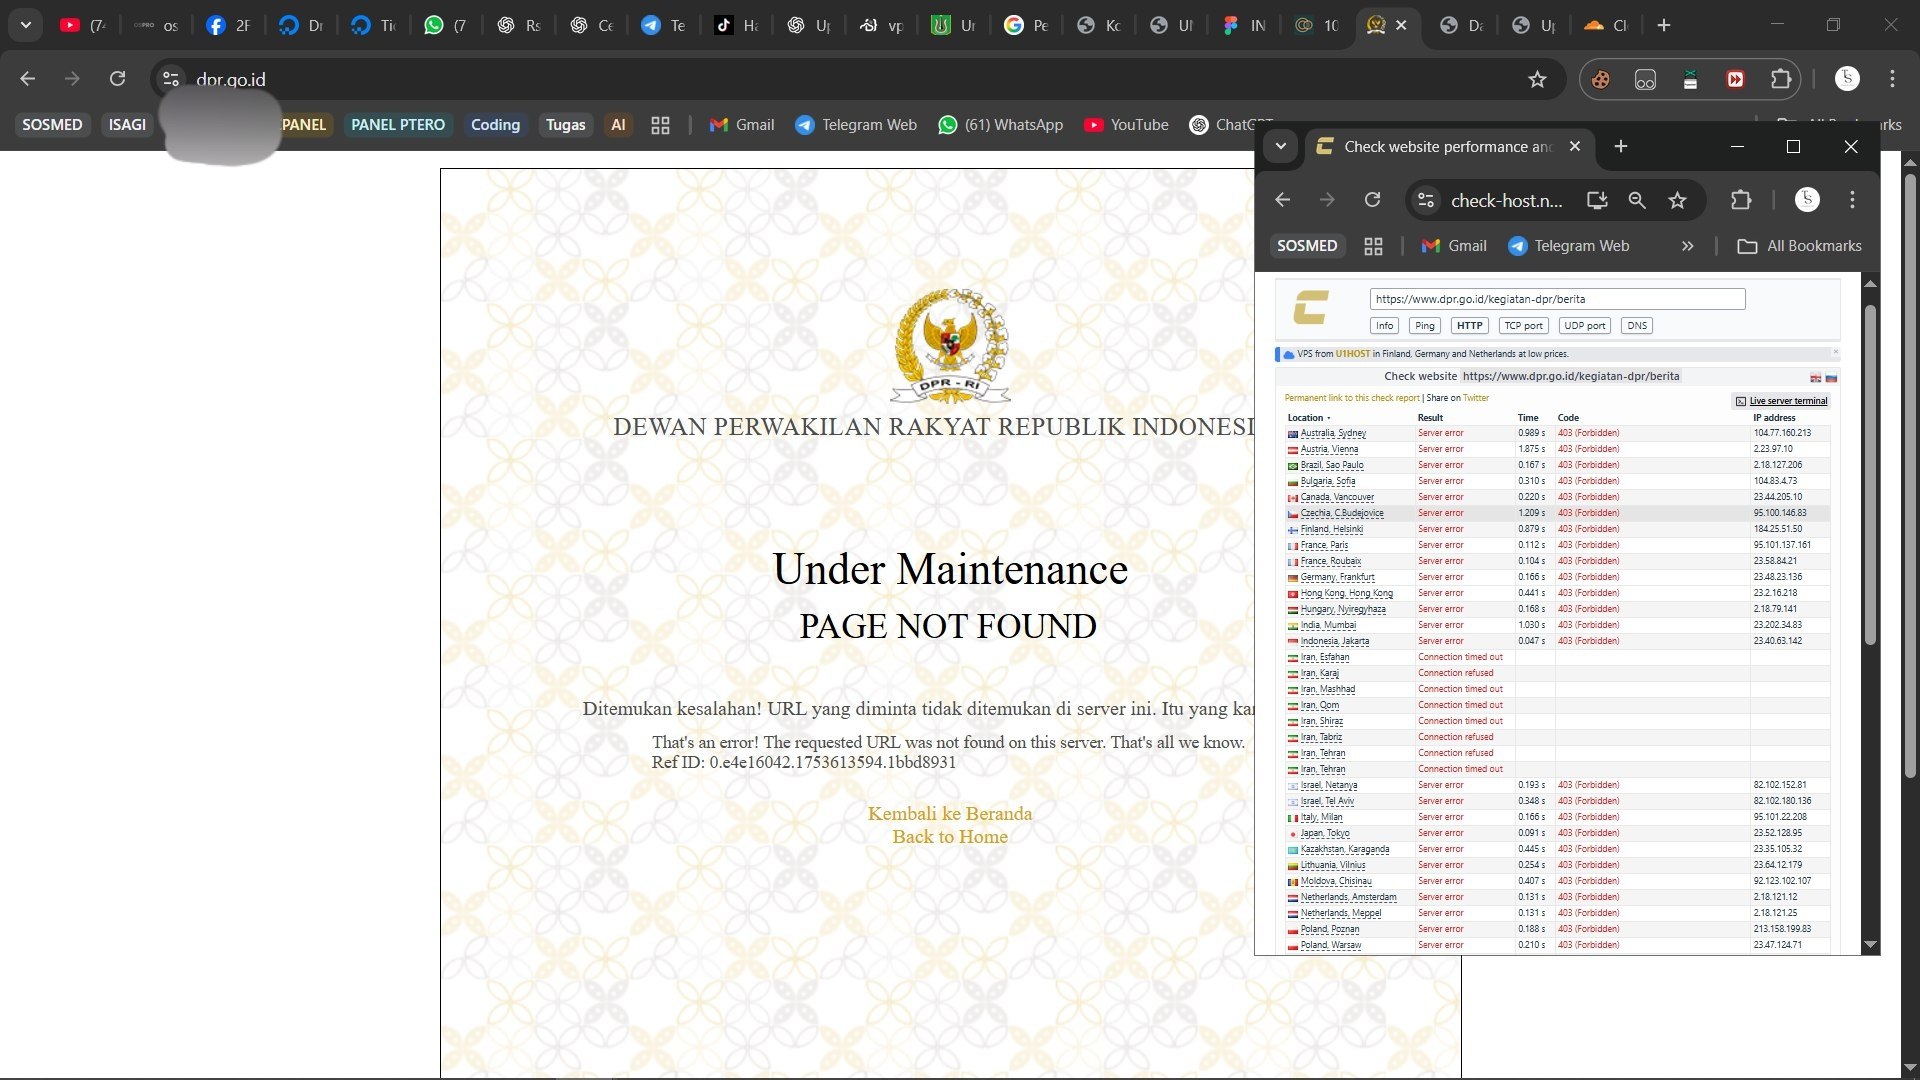 (74
OSPRO
os
2F
Dr
Tic
(7
Rs
Ce
Te
Ha
Up
vp
Ur
Pe
Kc
UI
IN
10
Da
Up
Cl
dpr.go.id
SOSMED
ISAGI
PANEL
PANEL PTERO
Coding
Tugas
AI
Gmail
Telegram Web
(61) WhatsApp
YouTube
DPR - RI
DEWAN PERWAKILAN RAKYAT REPUBLIK INDONESI
Under Maintenance
PAGE NOT FOUND
Ditemukan kesalahan! URL yang diminta tidak ditemukan di server ini. Itu yang kar
That's an error! The requested URL was not found on this server. That's all we know.
Ref ID: 0.e4e16042.1753613594.1bbd8931
Kembali ke Beranda
Back to Home
Check website performance and
check-host.n...
SOSMED
Gmail
Telegram Web
All Bookmarks
https://www.dpr.go.id/kegiatan-dpr/berita
Info Ping HTTP TCP port UDP port DNS
VPS from U1HOST in Finland, Germany and Netherlands at low prices.
Check website https://www.dpr.go.id/kegiatan-dpr/berita
Permanent link to this check report | Share on Twitter
Live server terminal
Location Result Time Code IP address
Australia, Sydney Server error 0.989 s 403 (Forbidden) 104.77.160.213
Austria, Vienna Server error 1.875 s 403 (Forbidden) 2.23.97.10
Brazil, Sao Paulo Server error 0.167 s 403 (Forbidden) 2.18.127.206
Bulgaria, Sofia Server error 0.310 s 403 (Forbidden) 104.83.4.73
Canada, Vancouver Server error 0.220 s 403 (Forbidden) 23.44.205.10
Czechia, C.Budejovice Server error 1.209 s 403 (Forbidden) 95.100.146.83
Finland, Helsinki Server error 0.879 s 403 (Forbidden) 184.25.51.50
France, Paris Server error 0.112 s 403 (Forbidden) 95.101.137.161
France, Roubaix Server error 0.104 s 403 (Forbidden) 23.58.84.21
Germany, Frankfurt Server error 0.166 s 403 (Forbidden) 23.48.23.136
Hong Kong, Hong Kong Server error 0.441 s 403 (Forbidden) 23.2.16.218
Hungary, Nyiregyhaza Server error 0.168 s 403 (Forbidden) 2.18.79.141
India, Mumbai Server error 1.030 s 403 (Forbidden) 23.202.34.83
Indonesia, Jakarta Server error 0.047 s 403 (Forbidden) 23.40.63.142
Iran, Esfahan Connection timed out
Iran, Karaj Connection refused
Iran, Mashhad Connection timed out
Iran, Qom Connection timed out
Iran, Shiraz Connection timed out
Iran, Tabriz Connection refused
Iran, Tehran Connection refused
Iran, Tehran Connection timed out
Israel, Netanya Server error 0.193 s 403 (Forbidden) 82.102.152.81
Israel, Tel Aviv Server error 0.348 s 403 (Forbidden) 82.102.180.136
Italy, Milan Server error 0.166 s 403 (Forbidden) 95.101.22.208
Japan, Tokyo Server error 0.091 s 403 (Forbidden) 23.52.128.95
Kazakhstan, Karaganda Server error 0.445 s 403 (Forbidden) 23.35.105.32
Lithuania, Vilnius Server error 0.254 s 403 (Forbidden) 23.64.12.179
Moldova, Chisinau Server error 0.407 s 403 (Forbidden) 92.123.102.107
Netherlands, Amsterdam Server error 0.131 s 403 (Forbidden) 2.18.121.12
Netherlands, Meppel Server error 0.131 s 403 (Forbidden) 2.18.121.25
Poland, Poznan Server error 0.188 s 403 (Forbidden) 213.158.199.83
Poland, Warsaw Server error 0.210 s 403 (Forbidden) 23.47.124.71